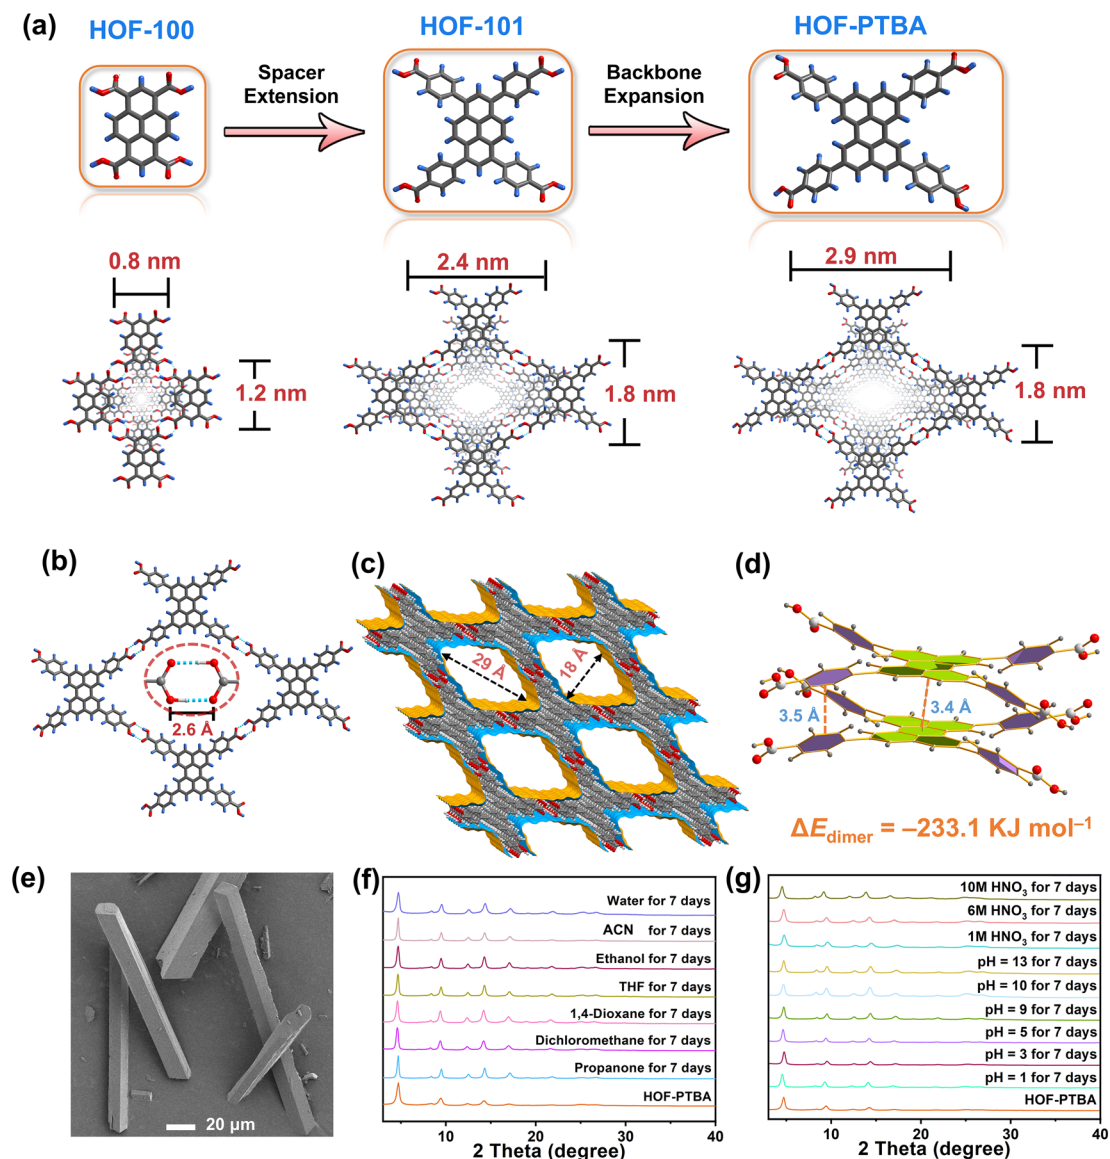 (a)
HOF-100
HOF-101
HOF-PTBA
Spacer
Extension
Backbone
Expansion
0.8 nm
2.4 nm
2.9 nm
1.2 nm
1.8 nm
1.8 nm
(b)
2.6 Å
(c)
29 Å
18 Å
(d)
3.5 Å
3.4 Å
ΔE_dimer = –233.1 KJ mol⁻¹
(e)
20 μm
(f)
Water for 7 days
ACN for 7 days
Ethanol for 7 days
THF for 7 days
1,4-Dioxane for 7 days
Dichloromethane for 7 days
Propanone for 7 days
HOF-PTBA
10 20 30 40
2 Theta (degree)
(g)
10M HNO₃ for 7 days
6M HNO₃ for 7 days
1M HNO₃ for 7 days
pH = 13 for 7 days
pH = 10 for 7 days
pH = 9 for 7 days
pH = 5 for 7 days
pH = 3 for 7 days
pH = 1 for 7 days
HOF-PTBA
10 20 30 40
2 Theta (degree)